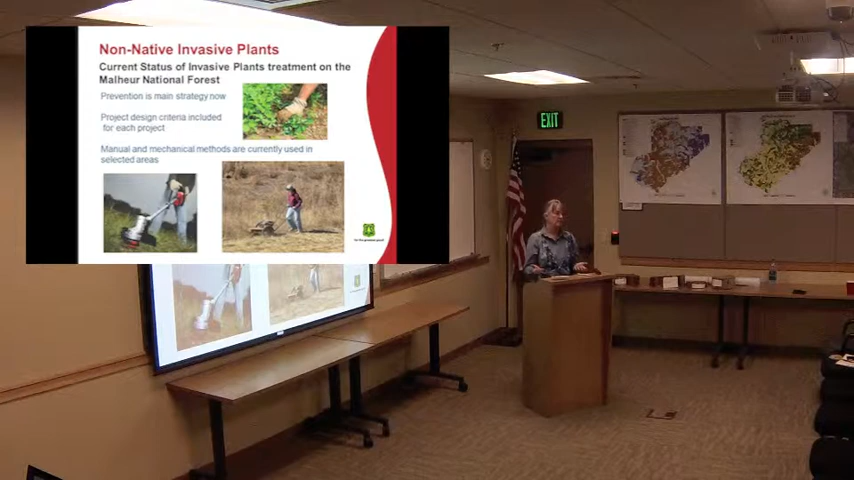 Non-Native Invasive Plants
Current Status of Invasive Plants treatment on the
Malheur National Forest
Prevention is main strategy now
Project design criteria included
for each project
Manual and mechanical methods are currently used in
selected areas
EXIT